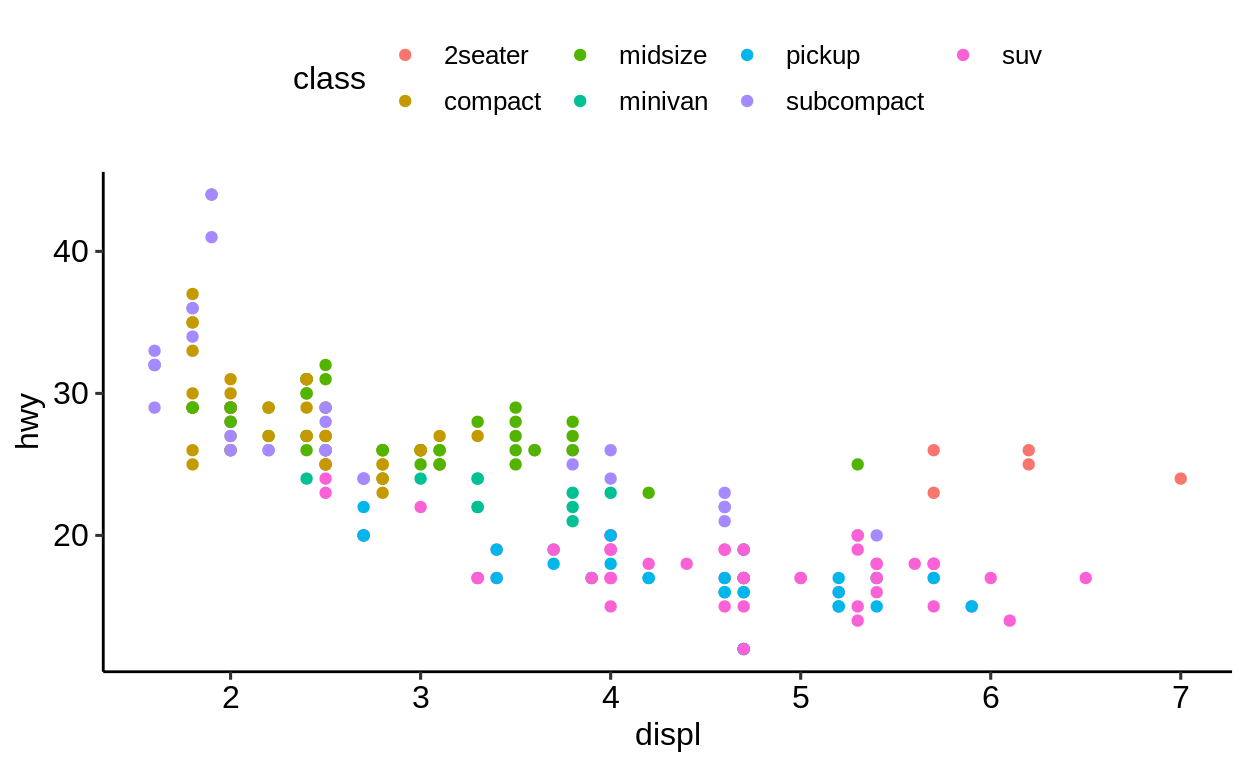 class
2seater midsize pickup suv
compact minivan subcompact
hwy
40
30
20
2 3 4 5 6 7
displ